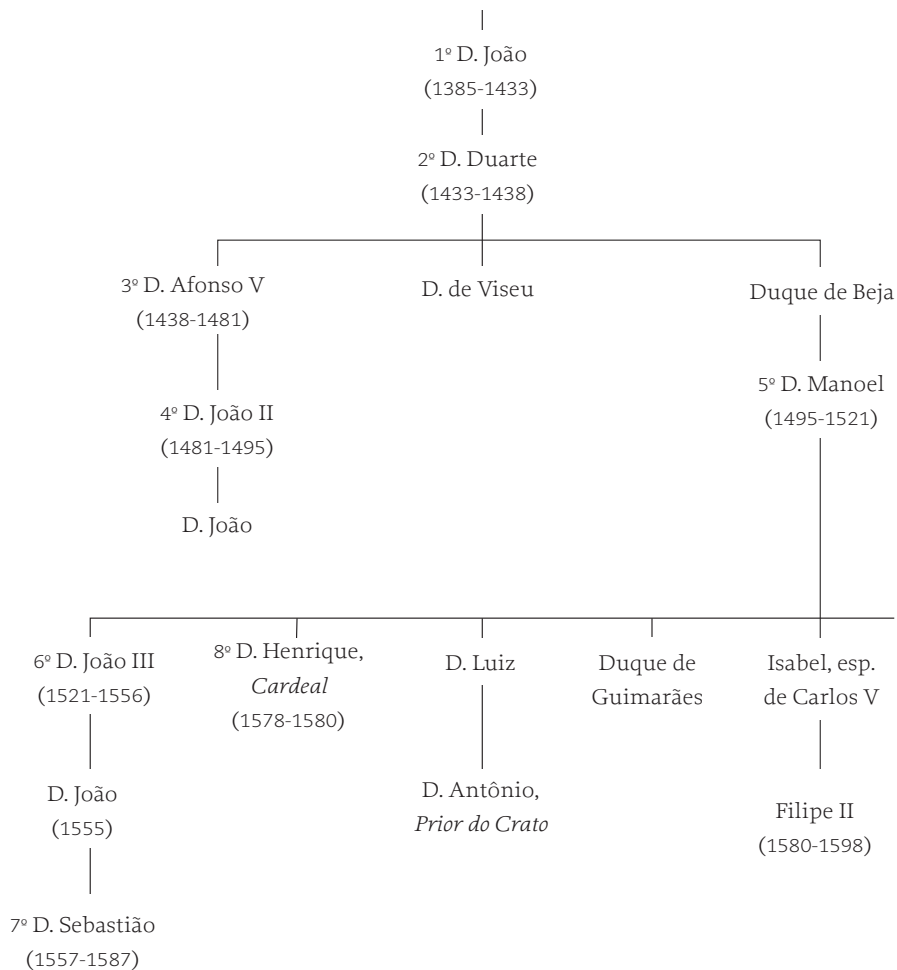 1º D. João
(1385-1433)
2º D. Duarte
(1433-1438)
3º D. Afonso V
(1438-1481)
D. de Viseu
Duque de Beja
5º D. Manoel
(1495-1521)
4º D. João II
(1481-1495)
D. João
6º D. João III
(1521-1556)
8º D. Henrique,
Cardeal
(1578-1580)
D. Luiz
Duque de
Guimarães
Isabel, esp.
de Carlos V
D. João
(1555)
D. Antônio,
Prior do Crato
Filipe II
(1580-1598)
7º D. Sebastião
(1557-1587)